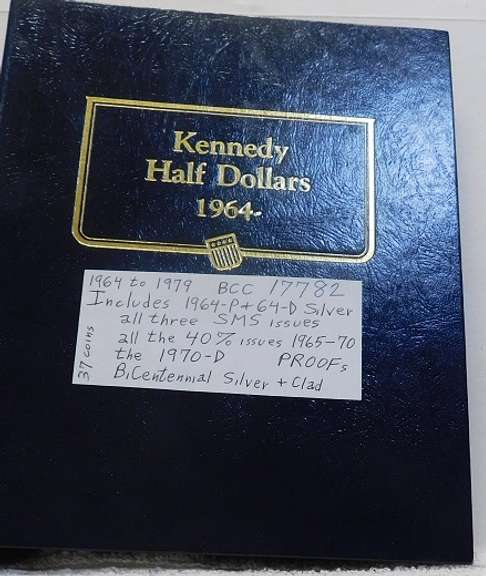 Kennedy
Half Dollars
1964-
1964 to 1979 BCC 17782
Includes 1964-P+64-D Silver
all three SMS issues
all the 40% issues 1965-70
the 1970-D PROOFs
BiCentennial Silver + Clad
37 coins